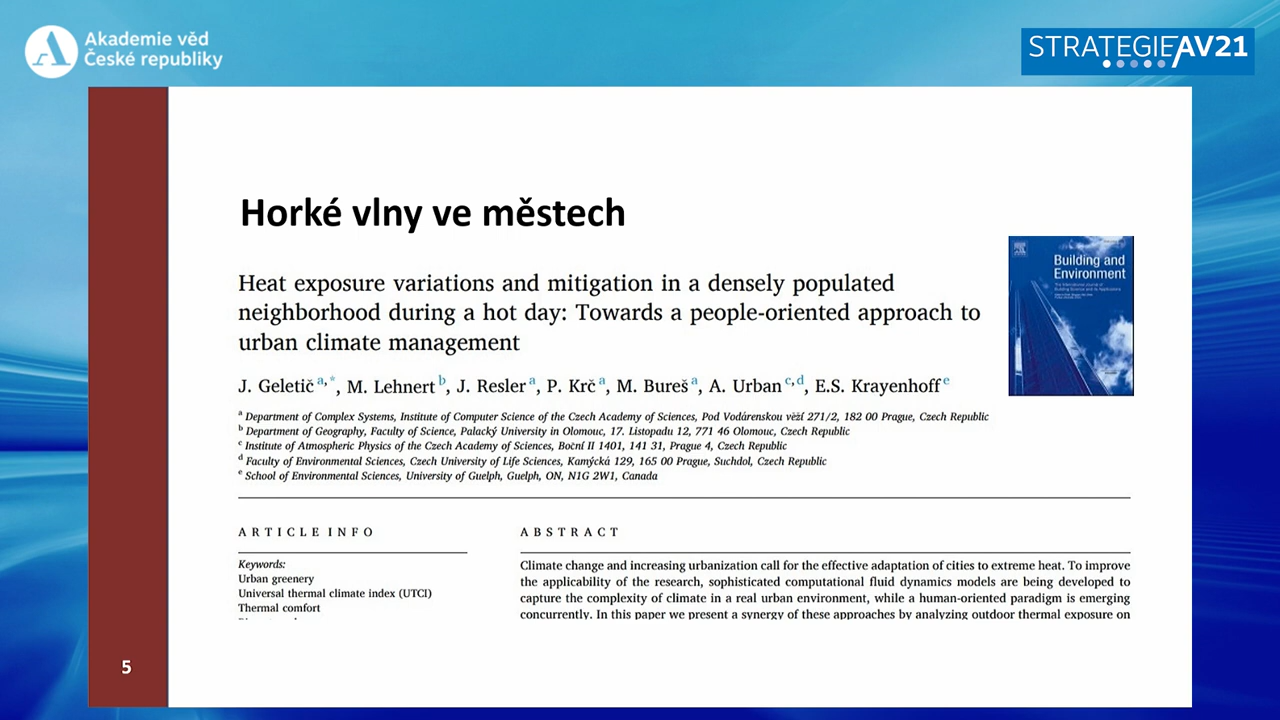 Akademie věd
České republiky
STRATEGIE AV21
Horké vlny ve městech
Heat exposure variations and mitigation in a densely populated
neighborhood during a hot day: Towards a people-oriented approach to
urban climate management
J. Geletič a,*, M. Lehnert b, J. Resler a, P. Krč a, M. Bureš a, A. Urban c,d, E.S. Krayenhoff e
a Department of Complex Systems, Institute of Computer Science of the Czech Academy of Sciences, Pod Vodárenskou věží 271/2, 182 00 Prague, Czech Republic
b Department of Geography, Faculty of Science, Palacký University in Olomouc, 17. Listopadu 12, 771 46 Olomouc, Czech Republic
c Institute of Atmospheric Physics of the Czech Academy of Sciences, Boční II 1401, 141 31, Prague 4, Czech Republic
d Faculty of Environmental Sciences, Czech University of Life Sciences, Kamýcká 129, 165 00 Prague, Suchdol, Czech Republic
e School of Environmental Sciences, University of Guelph, Guelph, ON, N1G 2W1, Canada
Building and
Environment
The International Journal of
Building Science and its Applications
ARTICLE INFO
Keywords:
Urban greenery
Universal thermal climate index (UTCI)
Thermal comfort
ABSTRACT
Climate change and increasing urbanization call for the effective adaptation of cities to extreme heat. To improve
the applicability of the research, sophisticated computational fluid dynamics models are being developed to
capture the complexity of climate in a real urban environment, while a human-oriented paradigm is emerging
concurrently. In this paper we present a synergy of these approaches by analyzing outdoor thermal exposure on
5